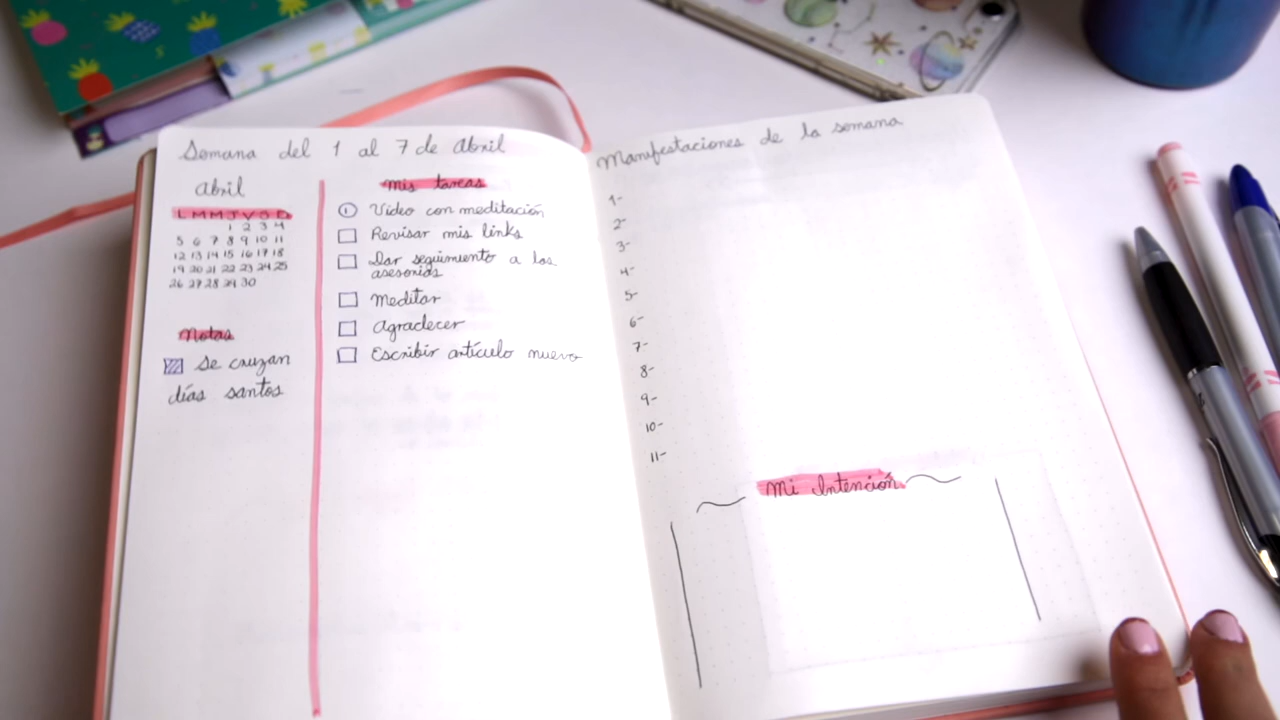 Semana del 1 al 7 de Abril
Abril
L M M J V S D
1 2 3 4
5 6 7 8 9 10 11
12 13 14 15 16 17 18
19 20 21 22 23 24 25
26 27 28 29 30
Notas
Se cruzan
días santos
Mis tareas
1 Video con meditación
Revisar mis links
Dar seguimiento a las
asesorías
Meditar
Agradecer
Escribir artículo nuevo
Manifestaciones de la semana
1-
2-
3-
4-
5-
6-
7-
8-
9-
10-
11-
Mi Intención